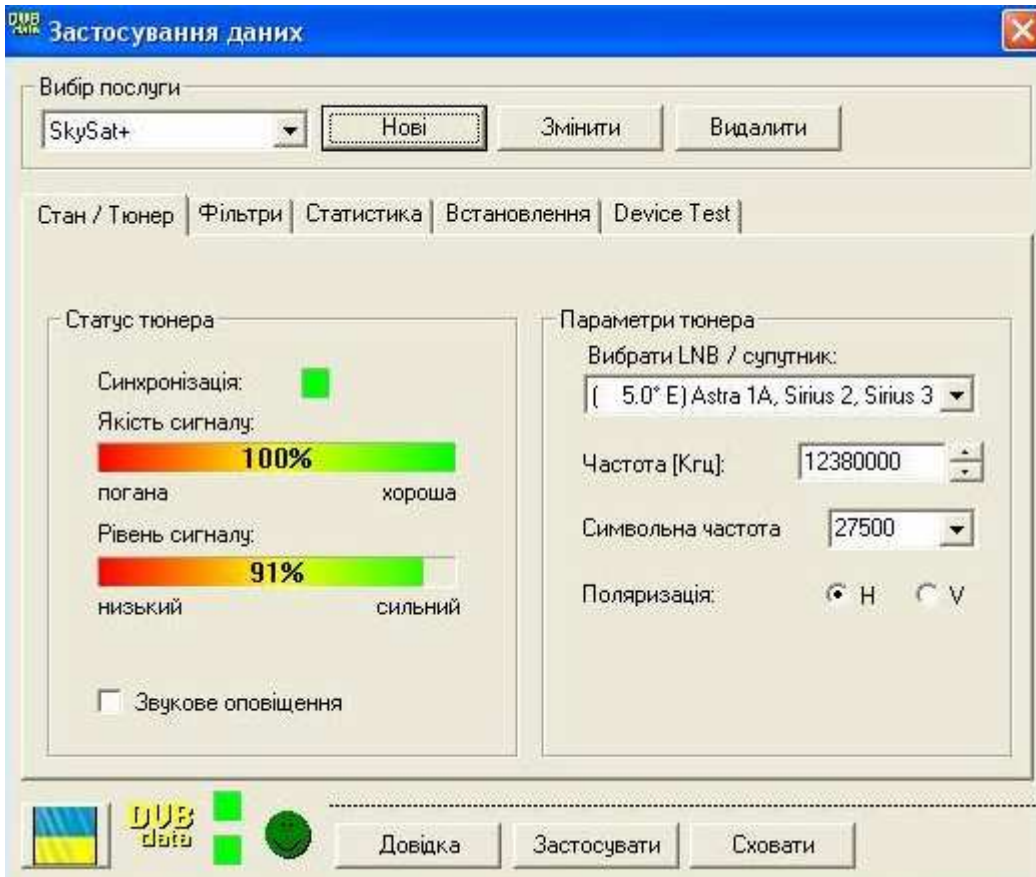 DVB data Застосування даних
Вибір послуги
SkySat+ Нові Змінити Видалити
Стан / Тюнер Фільтри Статистика Встановлення Device Test
Статус тюнера
Синхронізація:
Якість сигналу:
100%
погана хороша
Рівень сигналу:
91%
низький сильний
Звукове оповіщення
Параметри тюнера
Вибрати LNB / супутник:
( 5.0° E) Astra 1A, Sirius 2, Sirius 3
Частота [Кгц]: 12380000
Символьна частота 27500
Поляризація: H V
DVB data
Довідка Застосувати Сховати